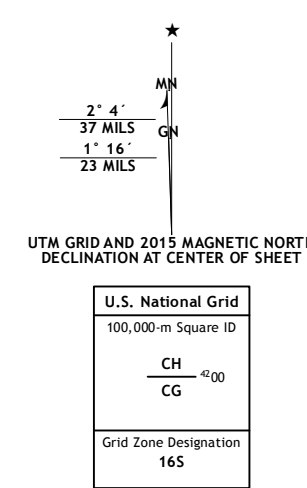 ★
MN
2° 4´
37 MILS
GN
1° 16´
23 MILS
UTM GRID AND 2015 MAGNETIC NORTH
DECLINATION AT CENTER OF SHEET
U.S. National Grid
100,000-m Square ID
CH
4200
CG
Grid Zone Designation
16S